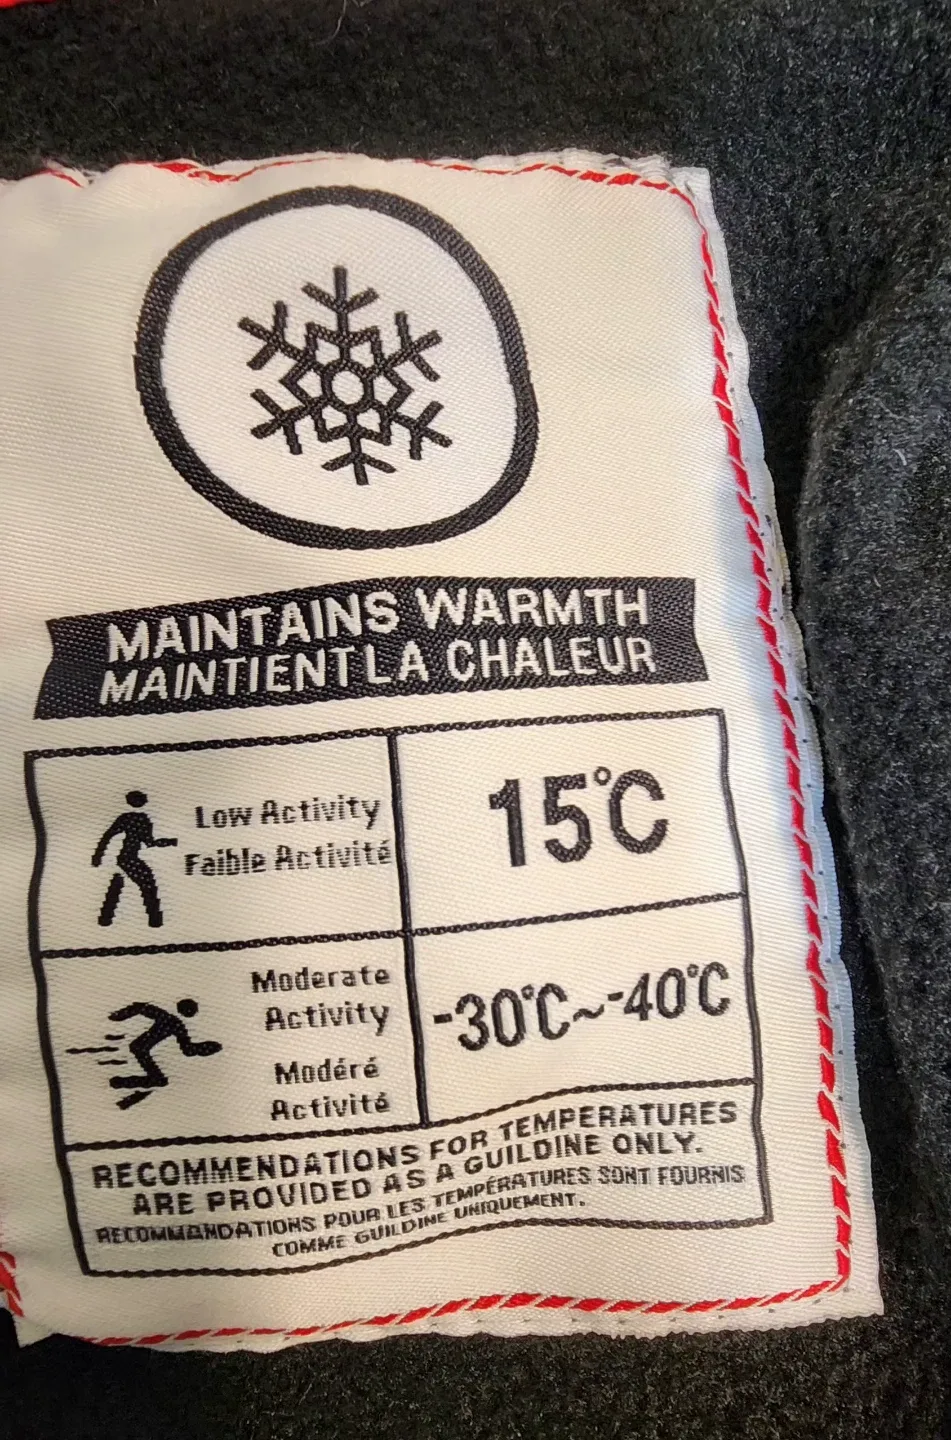 MAINTAINS WARMTH
MAINTIENT LA CHALEUR
Low Activity
Faible Activité
15°C
Moderate
Activity
Modéré
Activité
-30°C~-40°C
RECOMMENDATIONS FOR TEMPERATURES
ARE PROVIDED AS A GUILDINE ONLY.
RECOMMANDATIONS POUR LES TEMPÉRATURES SONT FOURNIS
COMME GUILDINE UNIQUEMENT.